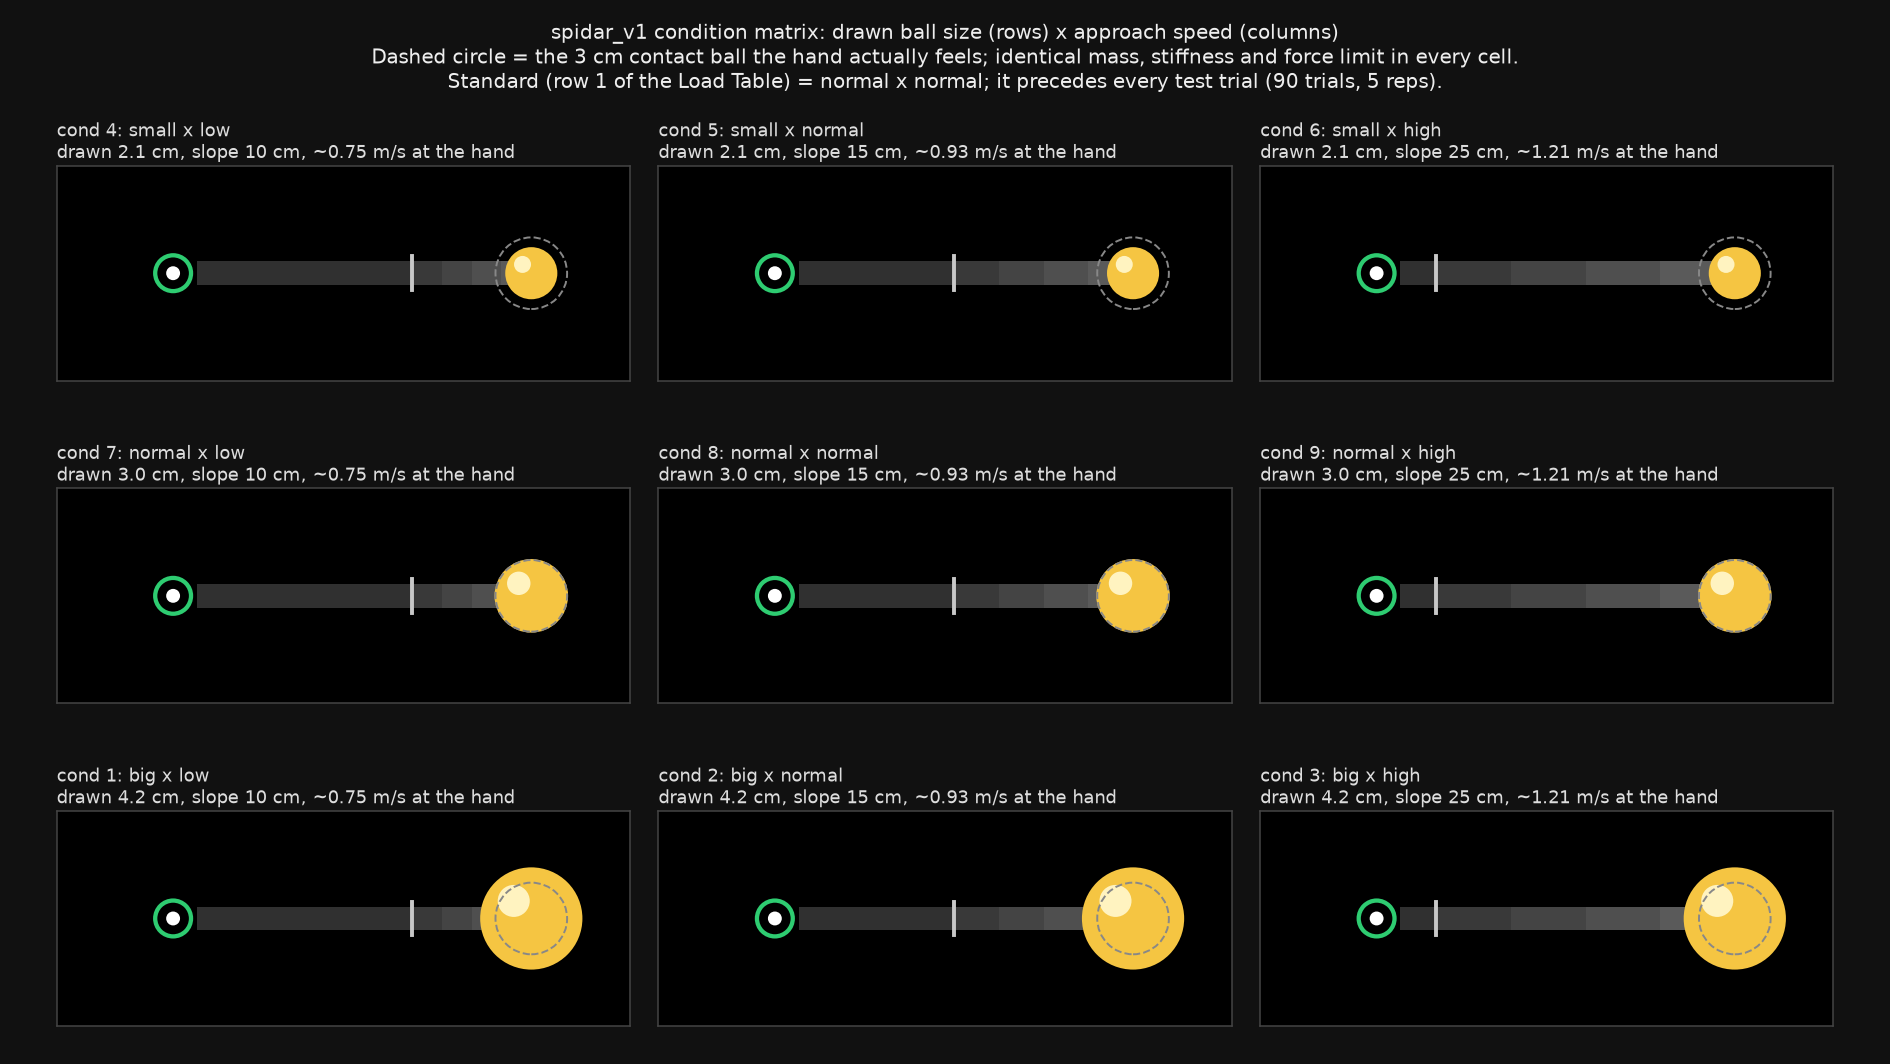 spidar_v1 condition matrix: drawn ball size (rows) x approach speed (columns)
Dashed circle = the 3 cm contact ball the hand actually feels; identical mass, stiffness and force limit in every cell.
Standard (row 1 of the Load Table) = normal x normal; it precedes every test trial (90 trials, 5 reps).
cond 4: small x low
drawn 2.1 cm, slope 10 cm, ~0.75 m/s at the hand
cond 5: small x normal
drawn 2.1 cm, slope 15 cm, ~0.93 m/s at the hand
cond 6: small x high
drawn 2.1 cm, slope 25 cm, ~1.21 m/s at the hand
cond 7: normal x low
drawn 3.0 cm, slope 10 cm, ~0.75 m/s at the hand
cond 8: normal x normal
drawn 3.0 cm, slope 15 cm, ~0.93 m/s at the hand
cond 9: normal x high
drawn 3.0 cm, slope 25 cm, ~1.21 m/s at the hand
cond 1: big x low
drawn 4.2 cm, slope 10 cm, ~0.75 m/s at the hand
cond 2: big x normal
drawn 4.2 cm, slope 15 cm, ~0.93 m/s at the hand
cond 3: big x high
drawn 4.2 cm, slope 25 cm, ~1.21 m/s at the hand